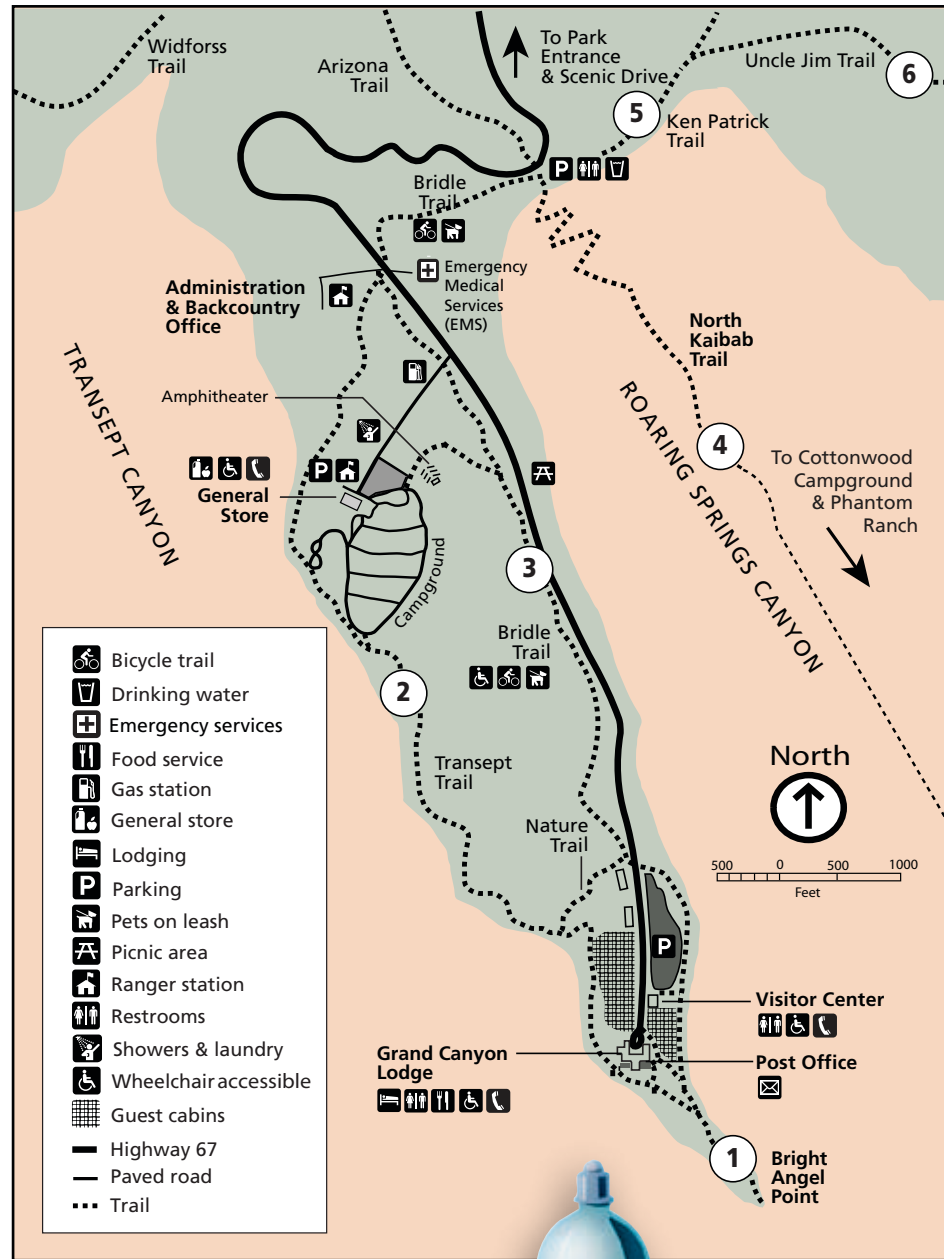 Widforss
Trail
Arizona
Trail
To Park
Entrance
& Scenic Drive
Uncle Jim Trail
6
5
Ken Patrick
Trail
P
Bridle
Trail
Emergency
Medical
Services
(EMS)
Administration
& Backcountry
Office
North
Kaibab
Trail
TRANSEPT CANYON
Amphitheater
ROARING SPRINGS CANYON
4
To Cottonwood
Campground
& Phantom
Ranch
P
General
Store
Campground
3
Bridle
Trail
2
Transept
Trail
Nature
Trail
North
500
0
500
1000
Feet
P
Visitor Center
Grand Canyon
Lodge
Post Office
1
Bright
Angel
Point
Bicycle trail
Drinking water
Emergency services
Food service
Gas station
General store
Lodging
P
Parking
Pets on leash
Picnic area
Ranger station
Restrooms
Showers & laundry
Wheelchair accessible
Guest cabins
Highway 67
Paved road
Trail